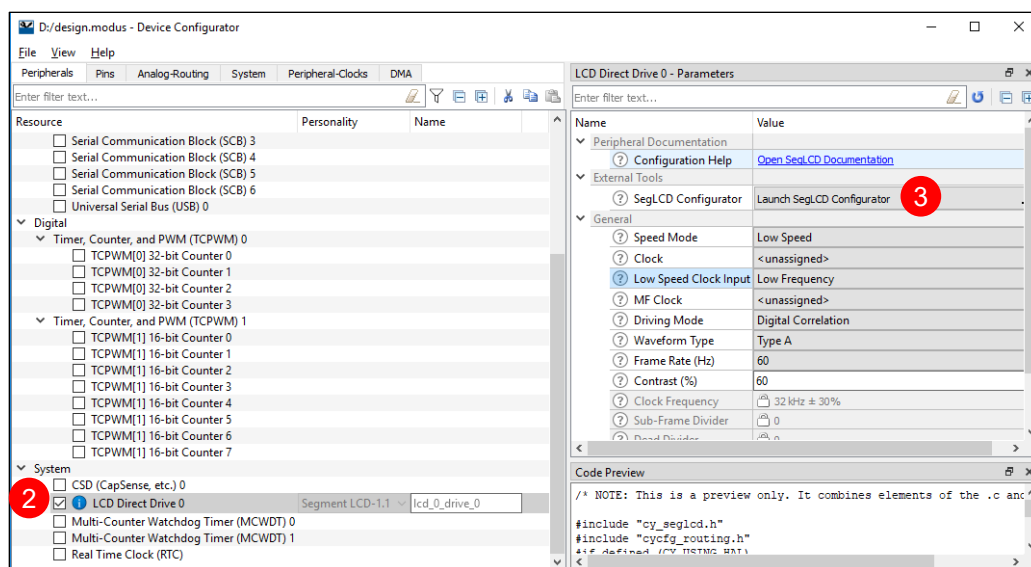 D:/design.modus - Device Configurator
File View Help
Peripherals Pins Analog-Routing System Peripheral-Clocks DMA
Enter filter text...
Resource Personality Name
Serial Communication Block (SCB) 3
Serial Communication Block (SCB) 4
Serial Communication Block (SCB) 5
Serial Communication Block (SCB) 6
Universal Serial Bus (USB) 0
Digital
Timer, Counter, and PWM (TCPWM) 0
TCPWM[0] 32-bit Counter 0
TCPWM[0] 32-bit Counter 1
TCPWM[0] 32-bit Counter 2
TCPWM[0] 32-bit Counter 3
Timer, Counter, and PWM (TCPWM) 1
TCPWM[1] 16-bit Counter 0
TCPWM[1] 16-bit Counter 1
TCPWM[1] 16-bit Counter 2
TCPWM[1] 16-bit Counter 3
TCPWM[1] 16-bit Counter 4
TCPWM[1] 16-bit Counter 5
TCPWM[1] 16-bit Counter 6
TCPWM[1] 16-bit Counter 7
System
CSD (CapSense, etc.) 0
2 LCD Direct Drive 0 Segment LCD-1.1 lcd_0_drive_0
Multi-Counter Watchdog Timer (MCWDT) 0
Multi-Counter Watchdog Timer (MCWDT) 1
Real Time Clock (RTC)
LCD Direct Drive 0 - Parameters
Enter filter text...
Name Value
Peripheral Documentation
Configuration Help Open SegLCD Documentation
External Tools
SegLCD Configurator Launch SegLCD Configurator 3
General
Speed Mode Low Speed
Clock <unassigned>
Low Speed Clock Input Low Frequency
MF Clock <unassigned>
Driving Mode Digital Correlation
Waveform Type Type A
Frame Rate (Hz) 60
Contrast (%) 60
Clock Frequency 32 kHz ± 30%
Sub-Frame Divider 0
Dead Divider 0
Code Preview
/* NOTE: This is a preview only. It combines elements of the .c and
#include "cy_seglcd.h"
#include "cycfg_routing.h"
#if defined (CY_USING_HAL)